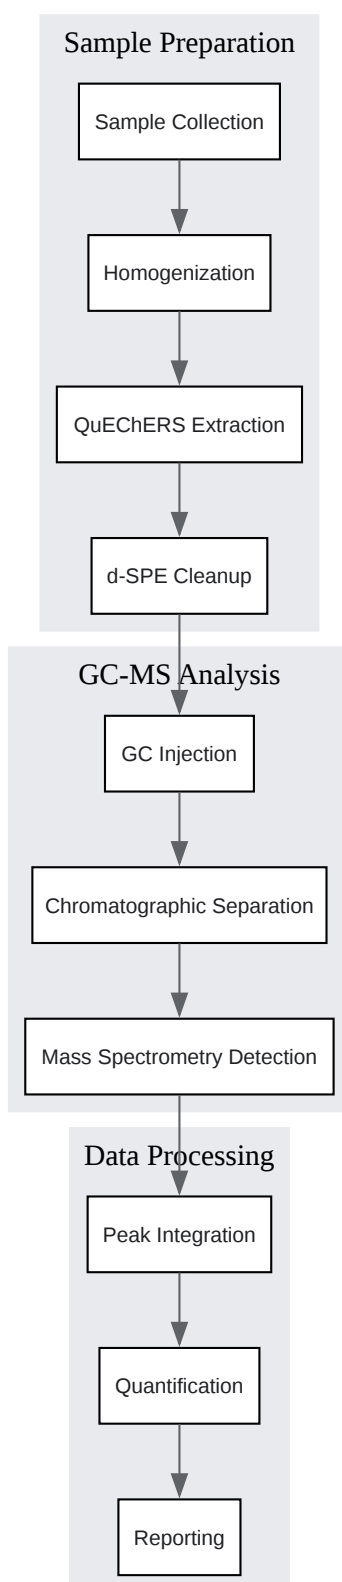 Sample Preparation
Sample Collection
Homogenization
QuEChERS Extraction
d-SPE Cleanup
GC-MS Analysis
GC Injection
Chromatographic Separation
Mass Spectrometry Detection
Data Processing
Peak Integration
Quantification
Reporting